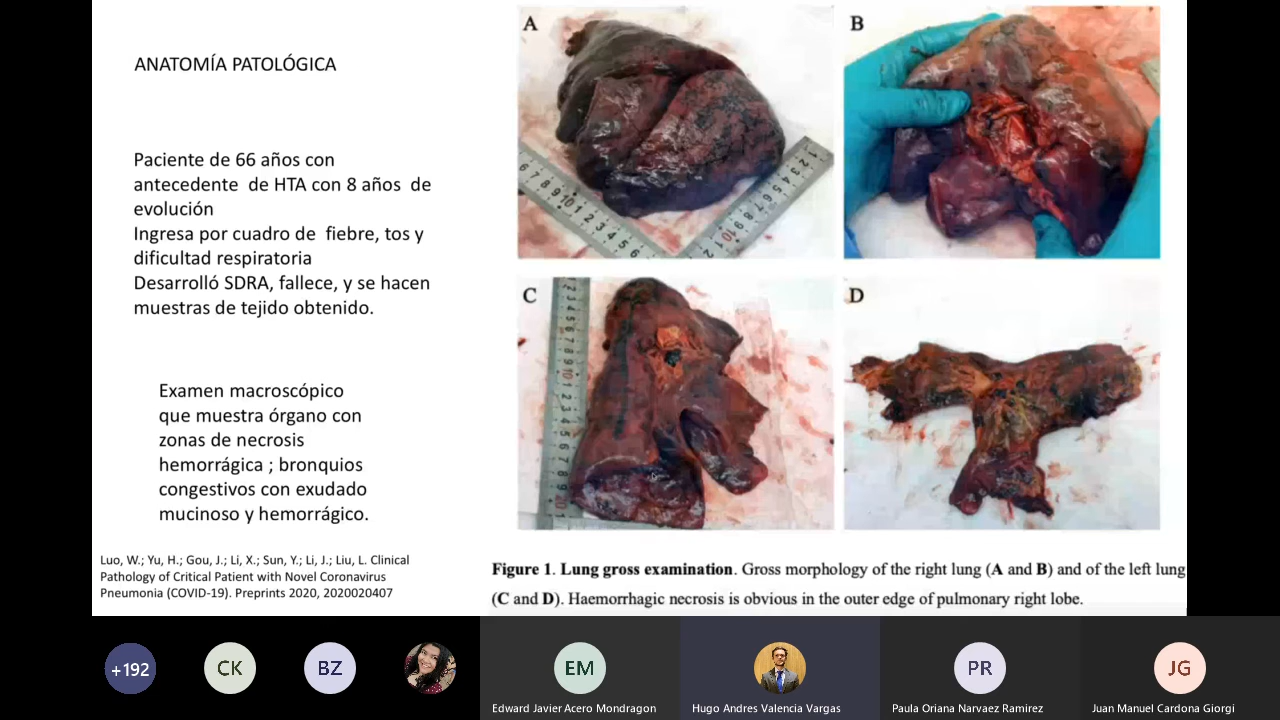 ANATOMÍA PATOLÓGICA
Paciente de 66 años con
antecedente de HTA con 8 años de
evolución
Ingresa por cuadro de fiebre, tos y
dificultad respiratoria
Desarrolló SDRA, fallece, y se hacen
muestras de tejido obtenido.
Examen macroscópico
que muestra órgano con
zonas de necrosis
hemorrágica ; bronquios
congestivos con exudado
mucinoso y hemorrágico.
Luo, W.; Yu, H.; Gou, J.; Li, X.; Sun, Y.; Li, J.; Liu, L. Clinical
Pathology of Critical Patient with Novel Coronavirus
Pneumonia (COVID-19). Preprints 2020, 2020020407
A
B
C
D
Figure 1. Lung gross examination. Gross morphology of the right lung (A and B) and of the left lung
(C and D). Haemorrhagic necrosis is obvious in the outer edge of pulmonary right lobe.
+192
CK
BZ
EM
PR
JG
Edward Javier Acero Mondragon
Hugo Andres Valencia Vargas
Paula Oriana Narvaez Ramirez
Juan Manuel Cardona Giorgi